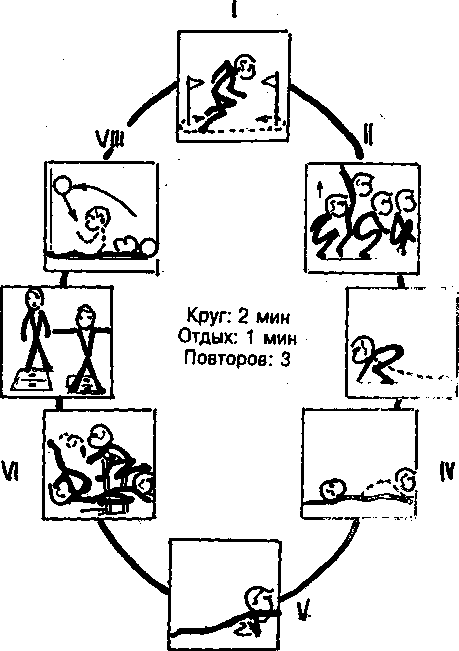 I
VIII
II
Круг: 2 мин
Отдых: 1 мин
Повторов: 3
VI
IV
V